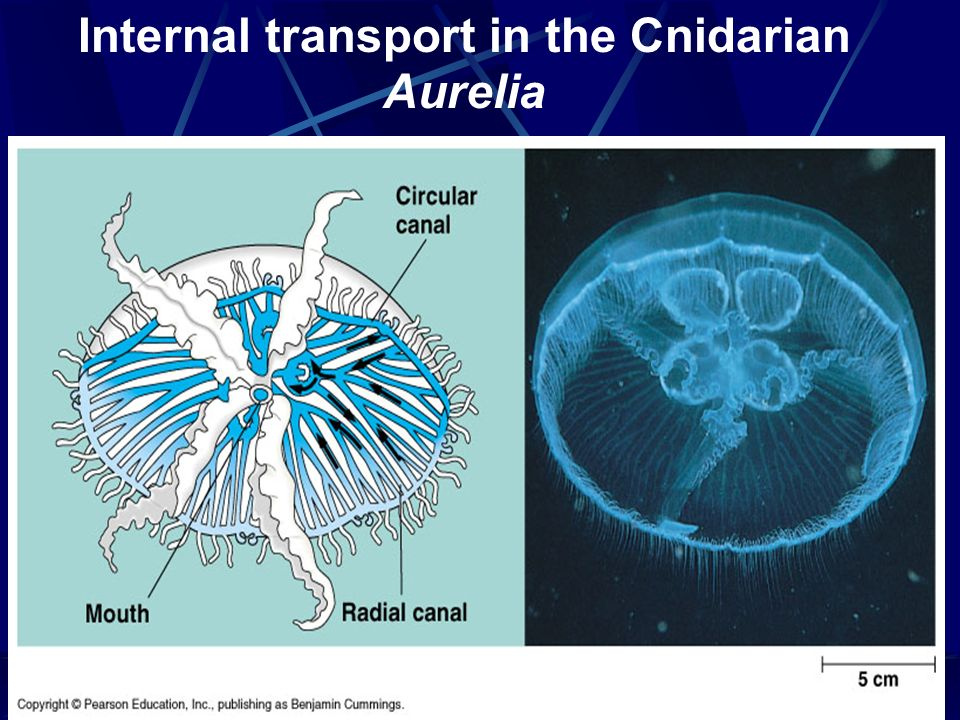 Internal transport in the Cnidarian
Aurelia
Circular
canal
Mouth
Radial canal
5 cm
Copyright © Pearson Education, Inc., publishing as Benjamin Cummings.